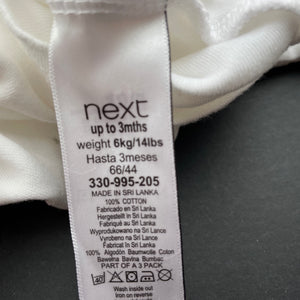 next
up to 3mths
weight 6kg/14lbs
Hasta 3meses
66/44
330-995-205
MADE IN SRI LANKA
100% COTTON
Fabricado en Sri Lanka
Hergestellt in Sri Lanka
Fabriqué au Sri Lanka
Wyprodukowano na Sri Lance
Vyrobeno na Sri Lance
Fabricat in Sri Lanka
100% Algodon Baumwolle Coton
Bawełna Bavlna Bumbac
PART OF A 3 PACK
Wash inside out
Iron on reverse